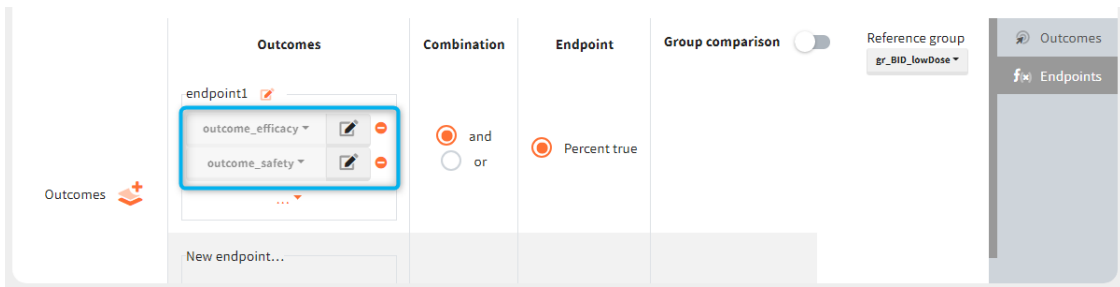 Outcomes Combination Endpoint Group comparison Reference group
gr_BID_lowDose
endpoint1
outcome_efficacy
outcome_safety
...
and
or
Percent true
Outcomes
New endpoint...
Outcomes
f(x) Endpoints